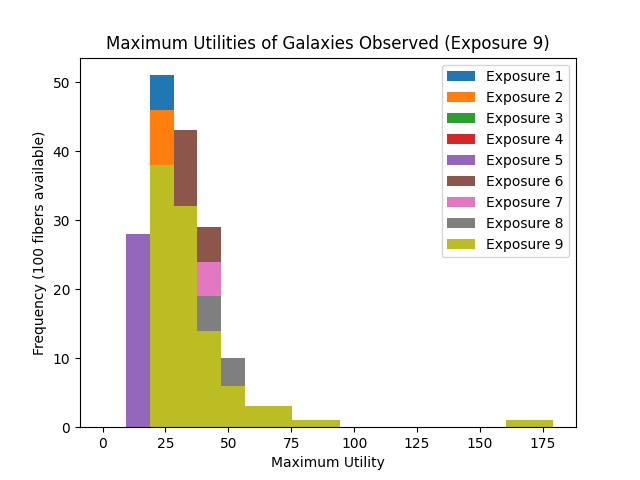 Maximum Utilities of Galaxies Observed (Exposure 9)
Exposure 1
Exposure 2
Exposure 3
Exposure 4
Exposure 5
Exposure 6
Exposure 7
Exposure 8
Exposure 9
Frequency (100 fibers available)
50
40
30
20
10
0
0 25 50 75 100 125 150 175
Maximum Utility